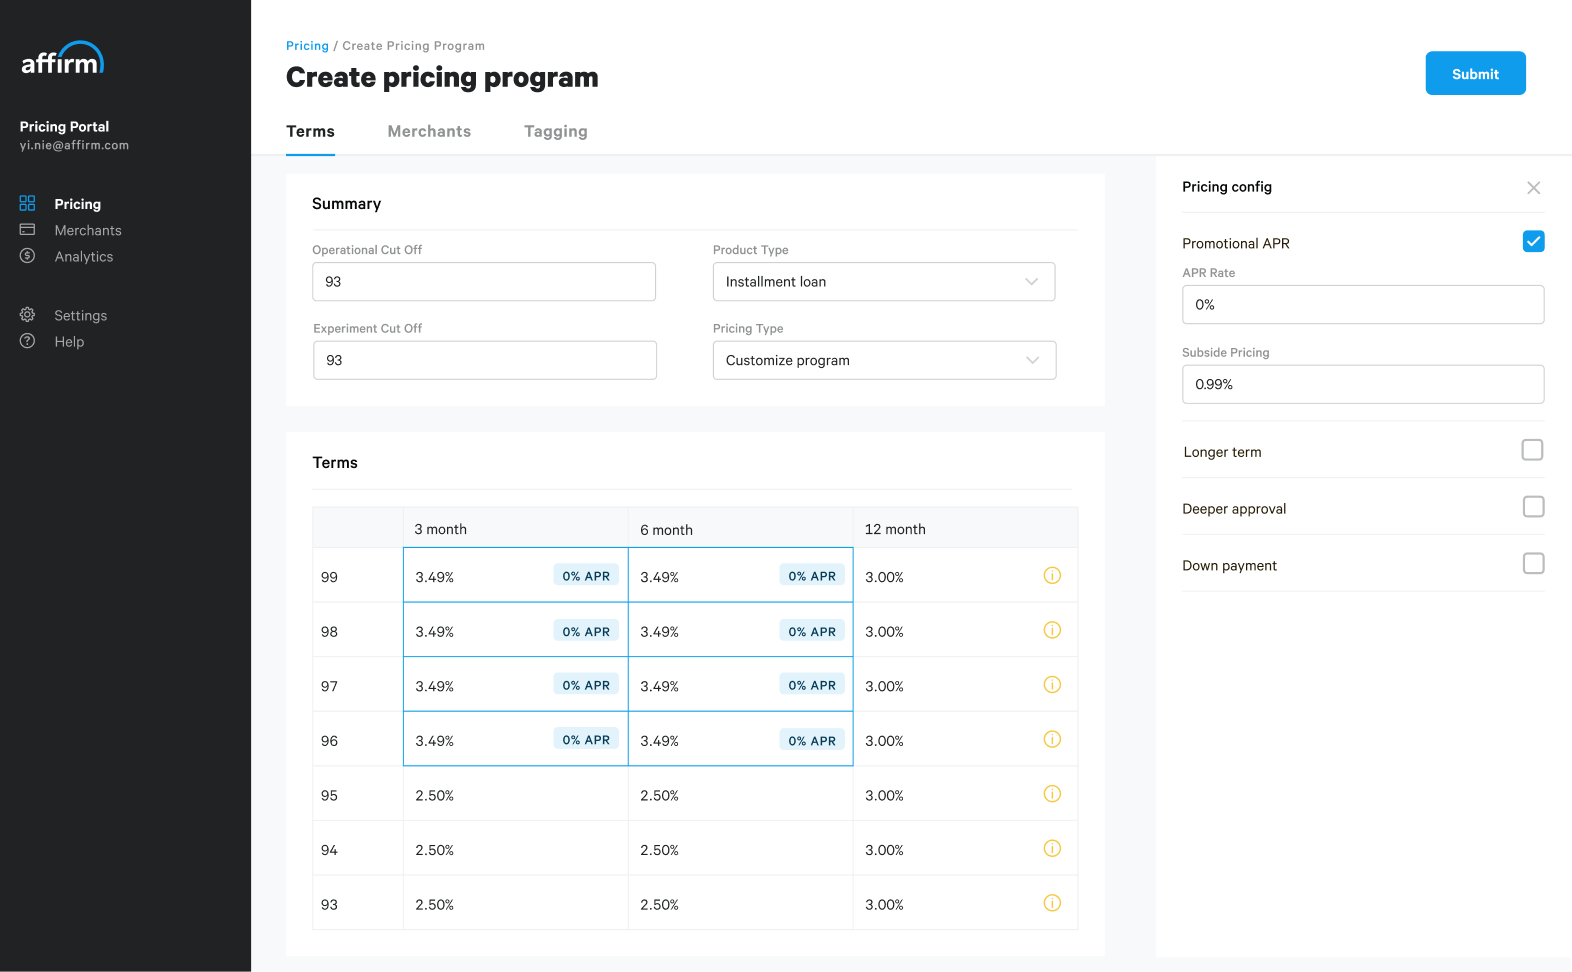 affirm
Pricing Portal
yi.nie@affirm.com
Pricing
Merchants
Analytics
Settings
Help
Pricing / Create Pricing Program
Create pricing program
Submit
Terms Merchants Tagging
Summary
Operational Cut Off Product Type
93 Installment loan
Experiment Cut Off Pricing Type
93 Customize program
Terms
3 month 6 month 12 month
99 3.49% 0% APR 3.49% 0% APR 3.00%
98 3.49% 0% APR 3.49% 0% APR 3.00%
97 3.49% 0% APR 3.49% 0% APR 3.00%
96 3.49% 0% APR 3.49% 0% APR 3.00%
95 2.50% 2.50% 3.00%
94 2.50% 2.50% 3.00%
93 2.50% 2.50% 3.00%
Pricing config
Promotional APR
APR Rate
0%
Subside Pricing
0.99%
Longer term
Deeper approval
Down payment